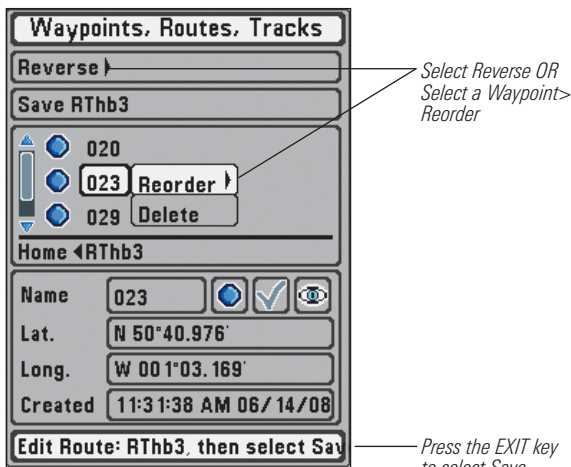 Waypoints, Routes, Tracks
Reverse
Select Reverse OR
Select a Waypoint>
Reorder
Save RThb3
020
023 Reorder
029 Delete
Home RThb3
Name 023
Lat. N 50°40.976'
Long. W 001°03.169'
Created 11:31:38 AM 06/14/08
Edit Route: RThb3, then select Sav
Press the EXIT key
to select Save